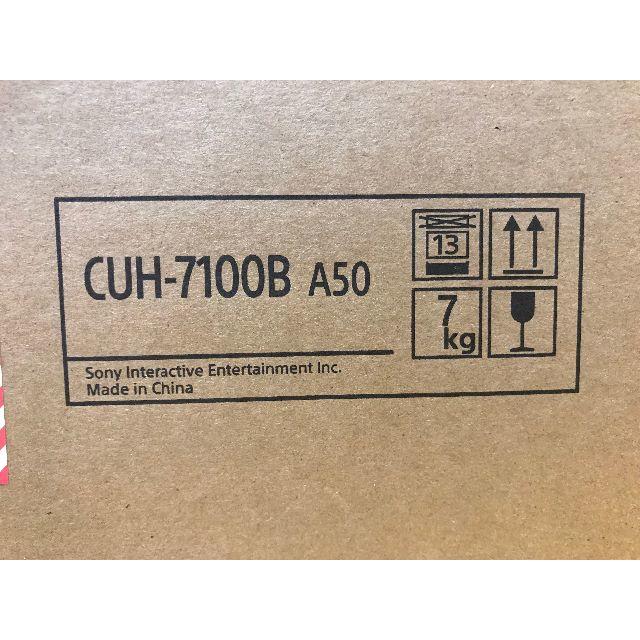 CUH-7100B A50
Sony Interactive Entertainment Inc.
Made in China
13
7
kg